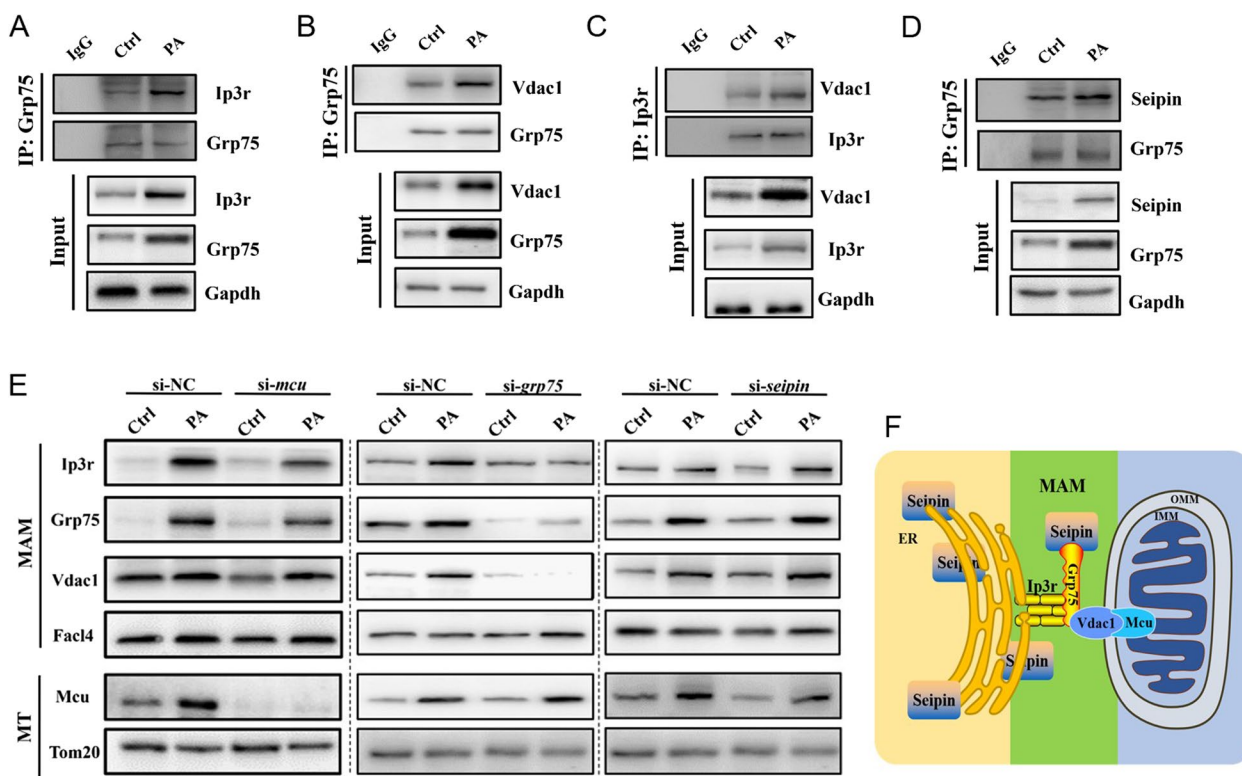 A
IgG Ctrl PA
IP: Grp75
Ip3r
Grp75
Input
Ip3r
Grp75
Gapdh
B
IgG Ctrl PA
IP: Grp75
Vdac1
Grp75
Input
Vdac1
Grp75
Gapdh
C
IgG Ctrl PA
IP: Ip3r
Vdac1
Ip3r
Input
Vdac1
Ip3r
Gapdh
D
IgG Ctrl PA
IP: Grp75
Seipin
Grp75
Input
Seipin
Grp75
Gapdh
E
si-NC si-mcu si-NC si-grp75 si-NC si-seipin
Ctrl PA Ctrl PA Ctrl PA Ctrl PA Ctrl PA Ctrl PA
MAM
Ip3r
Grp75
Vdac1
Facl4
MT
Mcu
Tom20
F
MAM
Seipin
ER
Seipin
Seipin
Ip3r
Grp75
Vdac1 Mcu
Seipin
Seipin
OMM
IMM